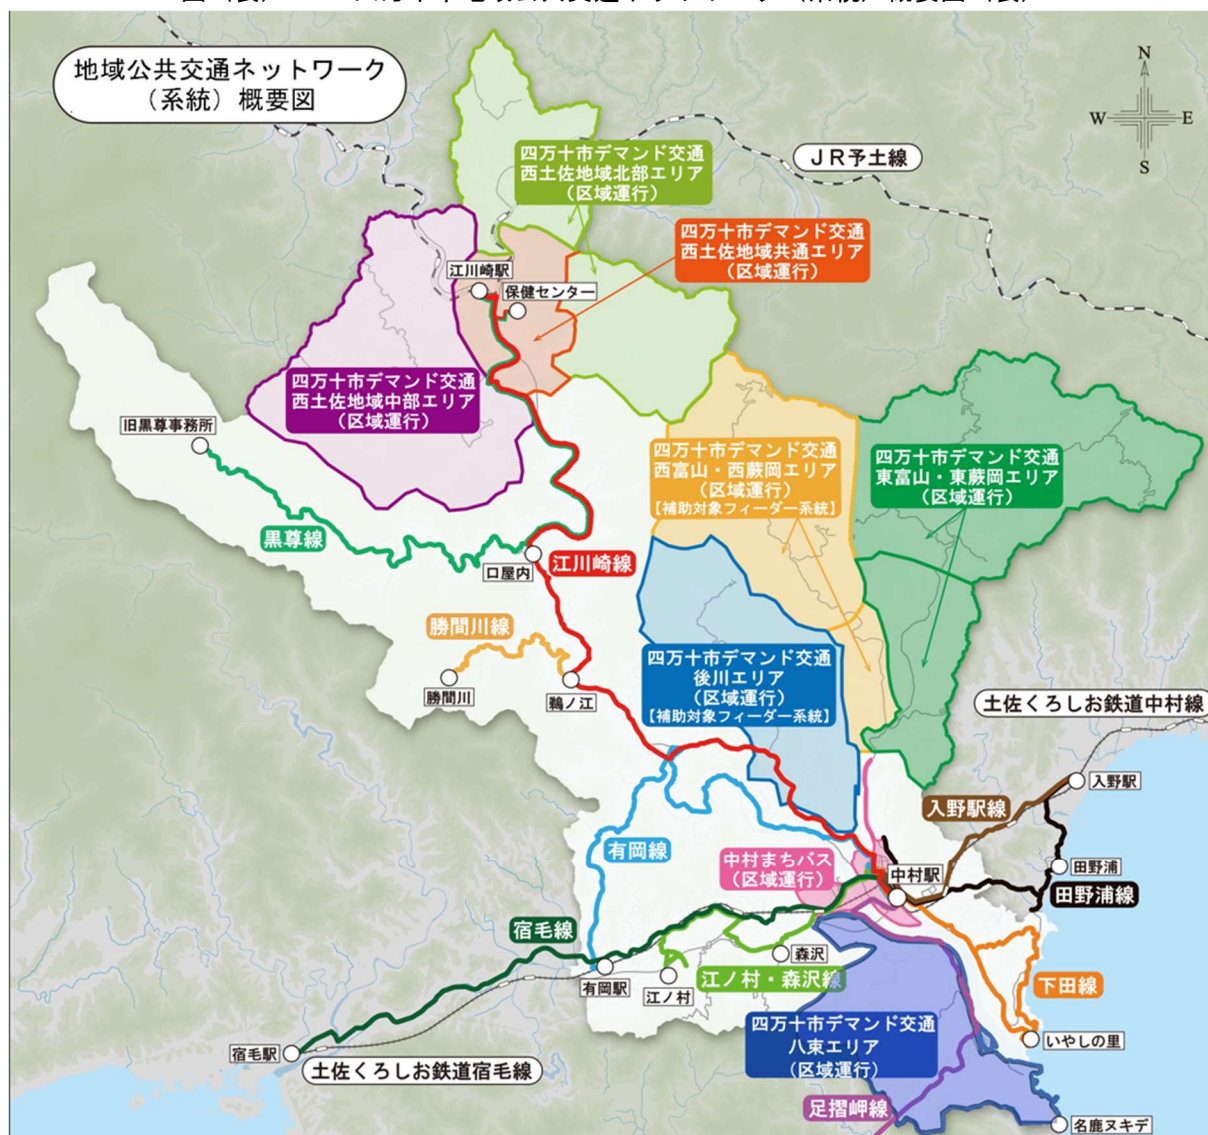 地域公共交通ネットワーク
（系統）概要図
N
W
E
S
ＪＲ予土線
四万十市デマンド交通
西土佐地域北部エリア
（区域運行）
四万十市デマンド交通
西土佐地域共通エリア
（区域運行）
江川崎駅
保健センター
四万十市デマンド交通
西土佐地域中部エリア
（区域運行）
旧黒尊事務所
四万十市デマンド交通
西富山・西蕨岡エリア
（区域運行）
【補助対象フィーダー系統】
四万十市デマンド交通
東富山・東蕨岡エリア
（区域運行）
黒尊線
口屋内
江川崎線
勝間川線
勝間川
鵜ノ江
四万十市デマンド交通
後川エリア
（区域運行）
【補助対象フィーダー系統】
土佐くろしお鉄道中村線
入野駅
入野駅線
有岡線
中村まちバス
（区域運行）
中村駅
田野浦
田野浦線
宿毛線
有岡駅
江ノ村
森沢
江ノ村・森沢線
下田線
四万十市デマンド交通
八束エリア
（区域運行）
いやしの里
宿毛駅
土佐くろしお鉄道宿毛線
足摺岬線
名鹿ヌキデ